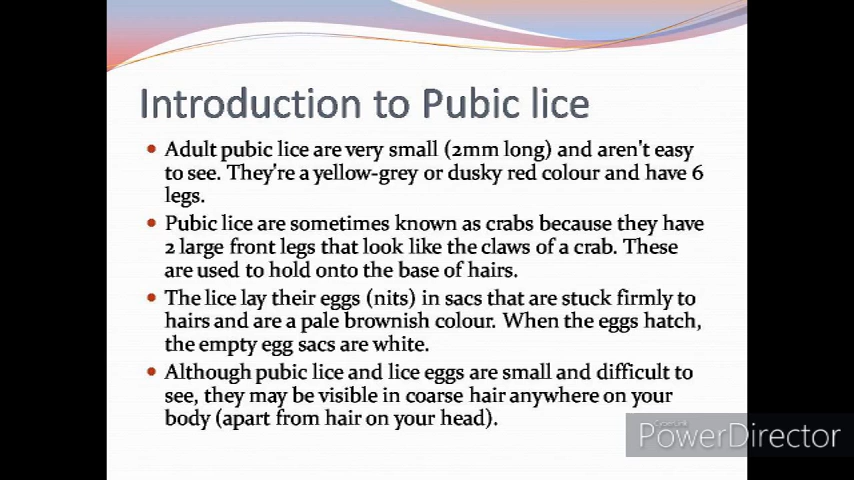 Introduction to Pubic lice
• Adult pubic lice are very small (2mm long) and aren't easy
to see. They're a yellow-grey or dusky red colour and have 6
legs.
• Pubic lice are sometimes known as crabs because they have
2 large front legs that look like the claws of a crab. These
are used to hold onto the base of hairs.
• The lice lay their eggs (nits) in sacs that are stuck firmly to
hairs and are a pale brownish colour. When the eggs hatch,
the empty egg sacs are white.
• Although pubic lice and lice eggs are small and difficult to
see, they may be visible in coarse hair anywhere on your
body (apart from hair on your head).
CyberLink
PowerDirector